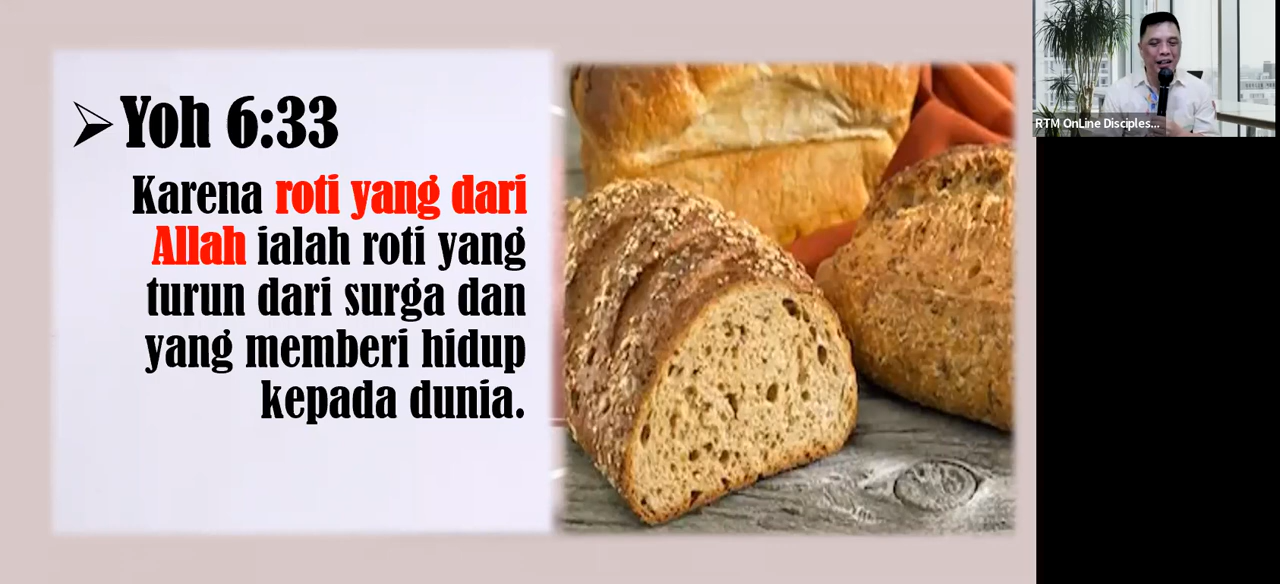 Yoh 6:33
Karena roti yang dari
Allah ialah roti yang
turun dari surga dan
yang memberi hidup
kepada dunia.
RTM OnLine Disciples...